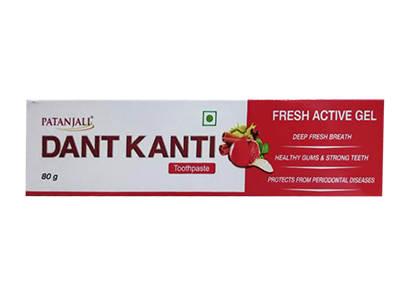 PATANJALI®
DANT KANTI
Toothpaste
80 g
FRESH ACTIVE GEL
DEEP FRESH BREATH
HEALTHY GUMS & STRONG TEETH
PROTECTS FROM PERIODONTAL DISEASES